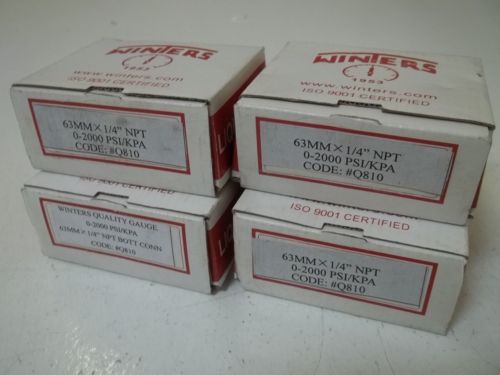 WINTERS
1953
www.winters.com
ISO 9001 CERTIFIED
63MM × 1/4" NPT
0-2000 PSI/KPA
CODE: #Q810
WINTERS
1953
www.winters.com
ISO 9001 CERTIFIED
63MM × 1/4" NPT
0-2000 PSI/KPA
CODE: #Q810
WINTERS QUALITY GAUGE
0-2000 PSI/KPA
63MM × 1/4" NPT BOTT CONN
CODE: #Q810
ISO 9001 CERTIFIED
63MM × 1/4" NPT
0-2000 PSI/KPA
CODE: #Q810